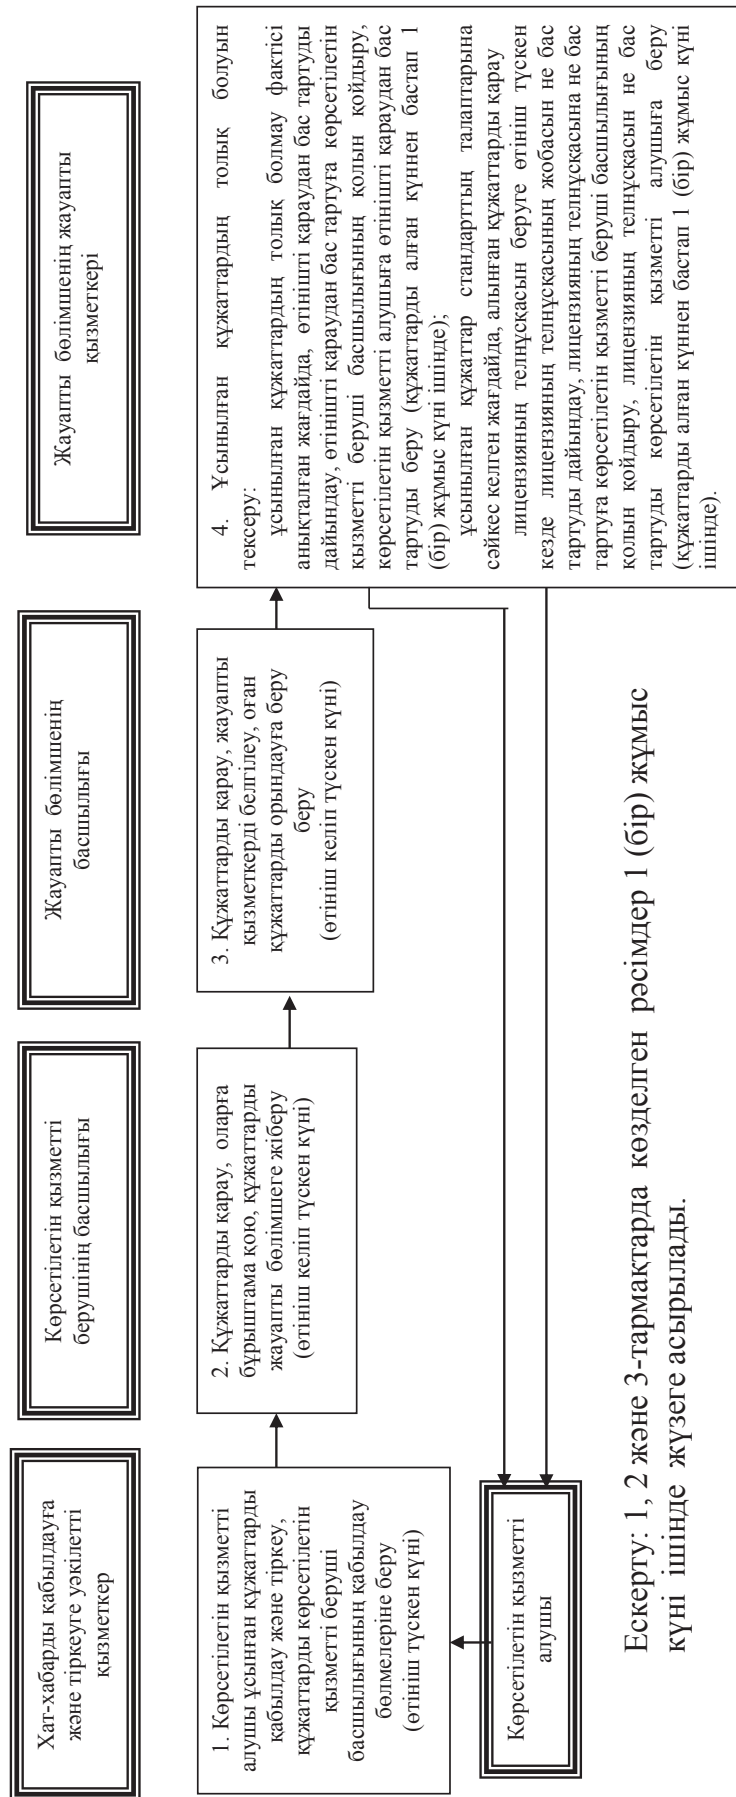 Хат-хабарды қабылдауға
және тіркеуге уәкілетті
қызметкер
Көрсетілетін қызметті
берушінің басшылығы
Жауапты бөлімшенің
басшылығы
Жауапты бөлімшенің жауапты
қызметкері
1. Көрсетілетін қызметті
алушы ұсынған құжаттарды
қабылдау және тіркеу,
құжаттарды көрсетілетін
қызметті беруші
басшылығының қабылдау
бөлмелеріне беру
(өтініш түскен күні)
2. Құжаттарды қарау, оларға
бұрыштама қою, құжаттарды
жауапты бөлімшеге жіберу
(өтініш келіп түскен күні)
3. Құжаттарды қарау, жауапты
қызметкерді белгілеу, оған
құжаттарды орындауға беру
беру
(өтініш келіп түскен күні)
4. Ұсынылған құжаттардың толық болуын
тексеру:
ұсынылған құжаттардың толық болмау фактісі
анықталған жағдайда, өтінішті қараудан бас тартуды
дайындау, өтінішті қараудан бас тартуға көрсетілетін
қызметті беруші басшылығының қолын қойдыру,
көрсетілетін қызметті алушыға өтінішті қараудан бас
тартуды беру (құжаттарды алған күннен бастап 1
(бір) жұмыс күні ішінде);
ұсынылған құжаттар стандарттың талаптарына
сәйкес келген жағдайда, алынған құжаттарды қарау
лицензияның телнұсқасын беруге өтініш түскен
кезде лицензияның телнұсқасының жобасын не бас
тартуды дайындау, лицензияның телнұсқасына не бас
тартуға көрсетілетін қызметті беруші басшылығының
қолын қойдыру, лицензияның телнұсқасын не бас
тартуды көрсетілетін қызметті алушыға беру
(құжаттарды алған күннен бастап 1 (бір) жұмыс күні
ішінде).
Көрсетілетін қызметті
алушы
Ескерту: 1, 2 және 3-тармақтарда көзделген рәсімдер 1 (бір) жұмыс
күні ішінде жүзеге асырылады.